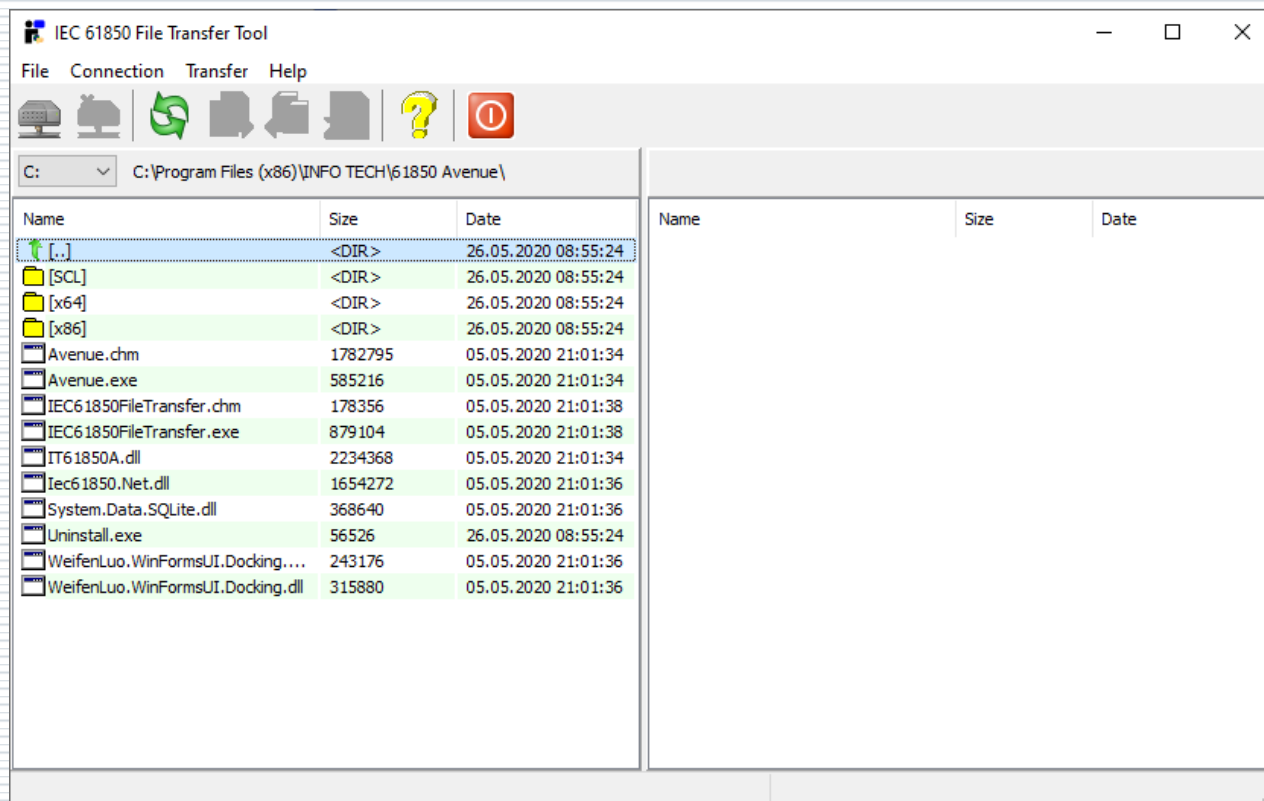 IEC 61850 File Transfer Tool
File Connection Transfer Help
C: C:\Program Files (x86)\INFO TECH\61850 Avenue\
Name Size Date Name Size Date
[..] <DIR> 26.05.2020 08:55:24
[SCL] <DIR> 26.05.2020 08:55:24
[x64] <DIR> 26.05.2020 08:55:24
[x86] <DIR> 26.05.2020 08:55:24
Avenue.chm 1782795 05.05.2020 21:01:34
Avenue.exe 585216 05.05.2020 21:01:34
IEC61850FileTransfer.chm 178356 05.05.2020 21:01:38
IEC61850FileTransfer.exe 879104 05.05.2020 21:01:38
IT61850A.dll 2234368 05.05.2020 21:01:34
Iec61850.Net.dll 1654272 05.05.2020 21:01:36
System.Data.SQLite.dll 368640 05.05.2020 21:01:36
Uninstall.exe 56526 26.05.2020 08:55:24
WeifenLuo.WinFormsUI.Docking.... 243176 05.05.2020 21:01:36
WeifenLuo.WinFormsUI.Docking.dll 315880 05.05.2020 21:01:36